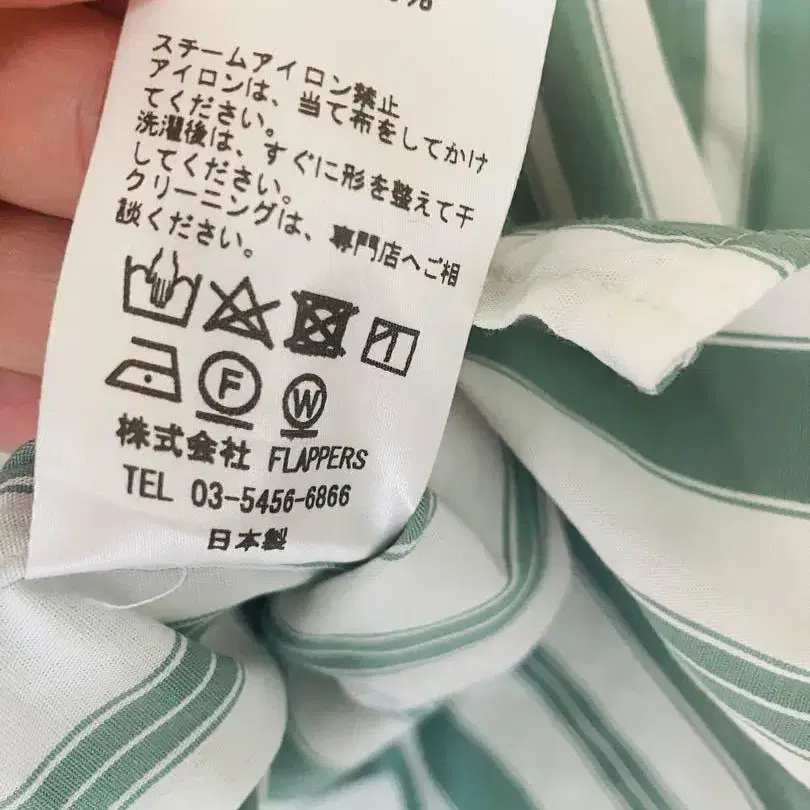 %
スチームアイロン禁止
アイロンは、当て布をしてかけ
てください。
洗濯後は、すぐに形を整えて干
してください。
クリーニングは、専門店へご相
談ください。
F W
株式会社 FLAPPERS
TEL 03-5456-6866
日本製